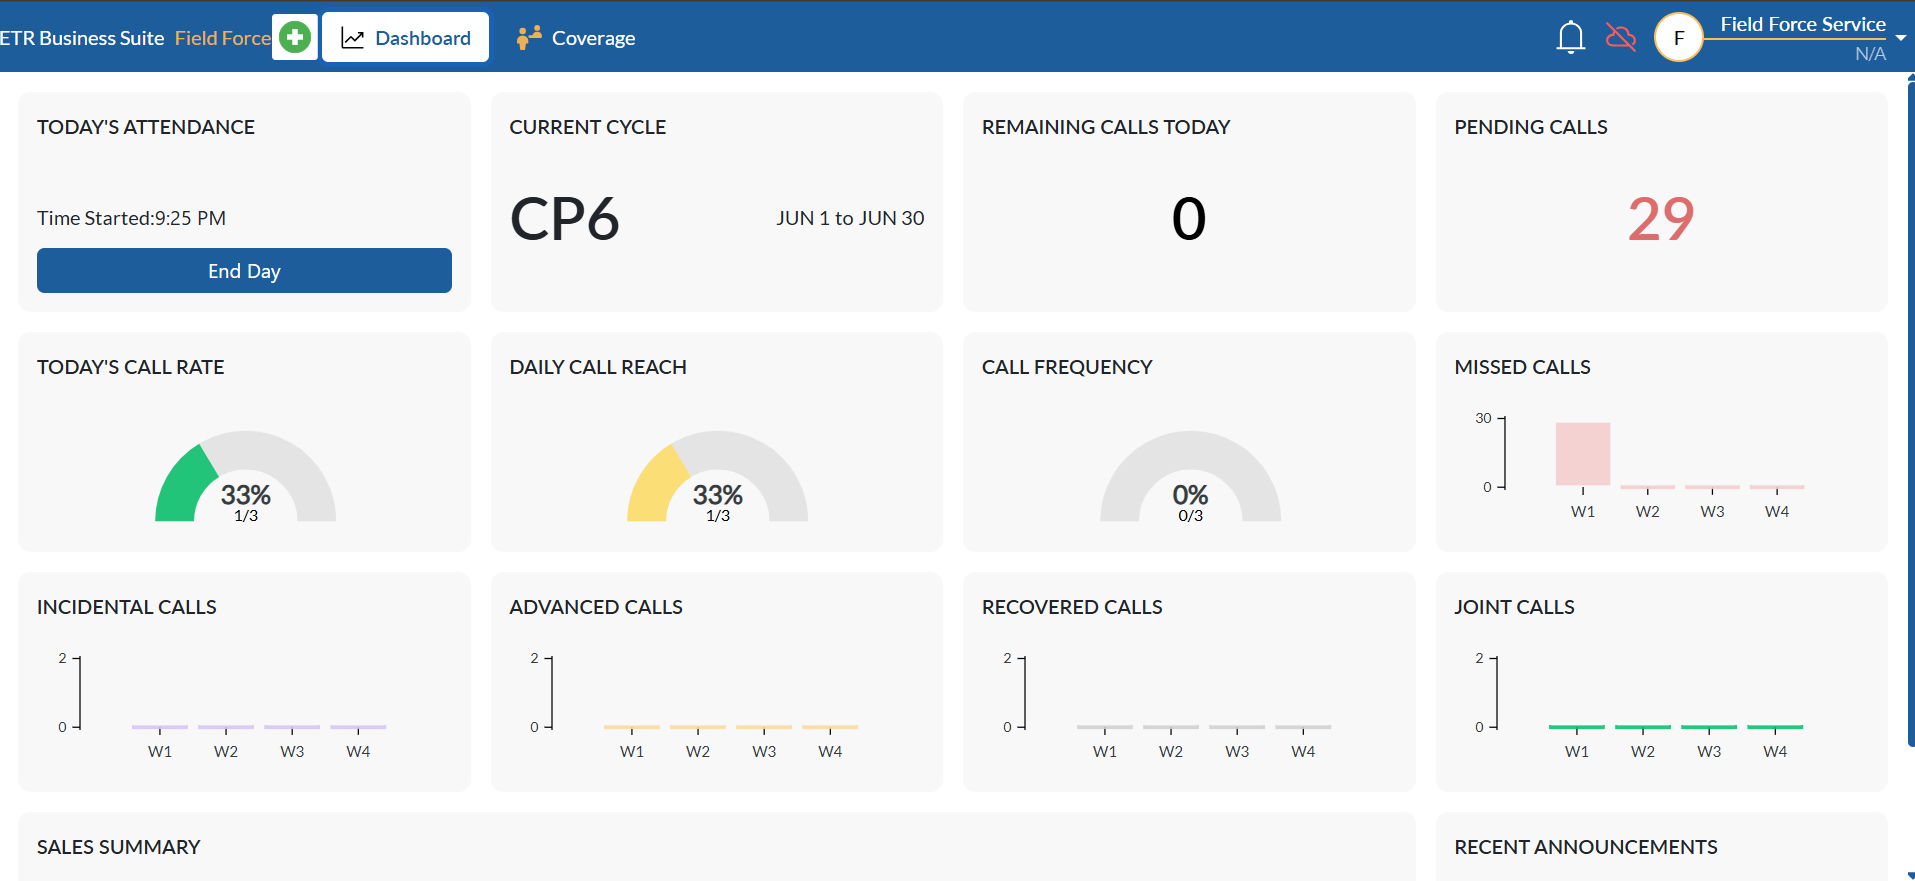 ETR Business Suite Field Force Dashboard Coverage
F Field Force Service
N/A
TODAY'S ATTENDANCE
Time Started:9:25 PM
End Day
CURRENT CYCLE
CP6 JUN 1 to JUN 30
REMAINING CALLS TODAY
0
PENDING CALLS
29
TODAY'S CALL RATE
33%
1/3
DAILY CALL REACH
33%
1/3
CALL FREQUENCY
0%
0/3
MISSED CALLS
30
0
W1 W2 W3 W4
INCIDENTAL CALLS
2
0
W1 W2 W3 W4
ADVANCED CALLS
2
0
W1 W2 W3 W4
RECOVERED CALLS
2
0
W1 W2 W3 W4
JOINT CALLS
2
0
W1 W2 W3 W4
SALES SUMMARY
RECENT ANNOUNCEMENTS